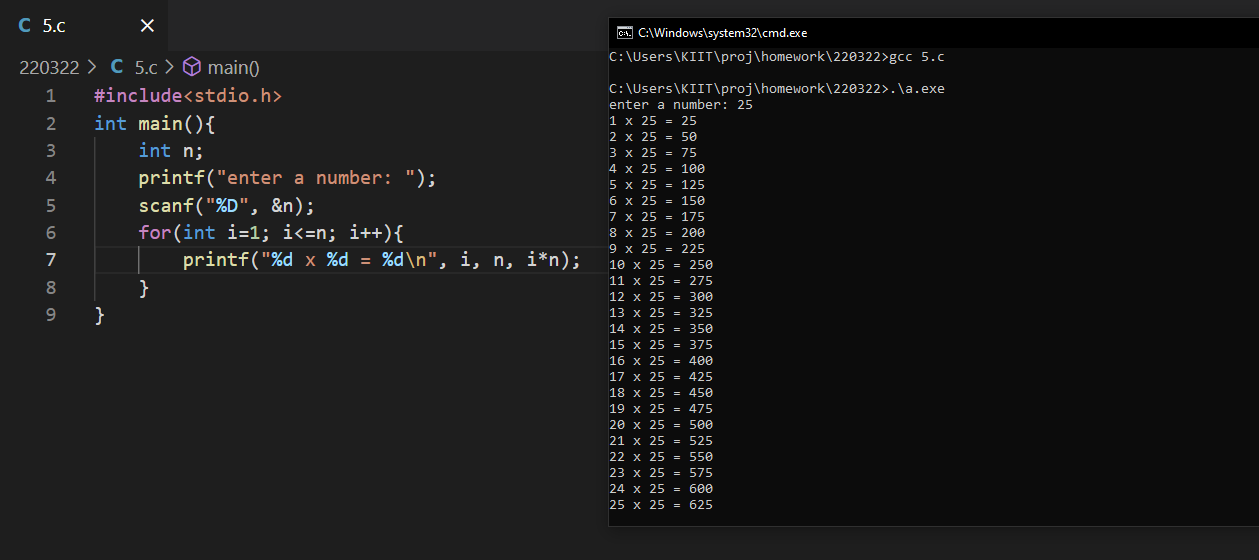 C 5.c ×
220322 > C 5.c > main()
1 #include<stdio.h>
2 int main(){
3     int n;
4     printf("enter a number: ");
5     scanf("%D", &n);
6     for(int i=1; i<=n; i++){
7         printf("%d x %d = %d\n", i, n, i*n);
8     }
9 }
C:\Windows\system32\cmd.exe
C:\Users\KIIT\proj\homework\220322>gcc 5.c
C:\Users\KIIT\proj\homework\220322>.\a.exe
enter a number: 25
1 x 25 = 25
2 x 25 = 50
3 x 25 = 75
4 x 25 = 100
5 x 25 = 125
6 x 25 = 150
7 x 25 = 175
8 x 25 = 200
9 x 25 = 225
10 x 25 = 250
11 x 25 = 275
12 x 25 = 300
13 x 25 = 325
14 x 25 = 350
15 x 25 = 375
16 x 25 = 400
17 x 25 = 425
18 x 25 = 450
19 x 25 = 475
20 x 25 = 500
21 x 25 = 525
22 x 25 = 550
23 x 25 = 575
24 x 25 = 600
25 x 25 = 625